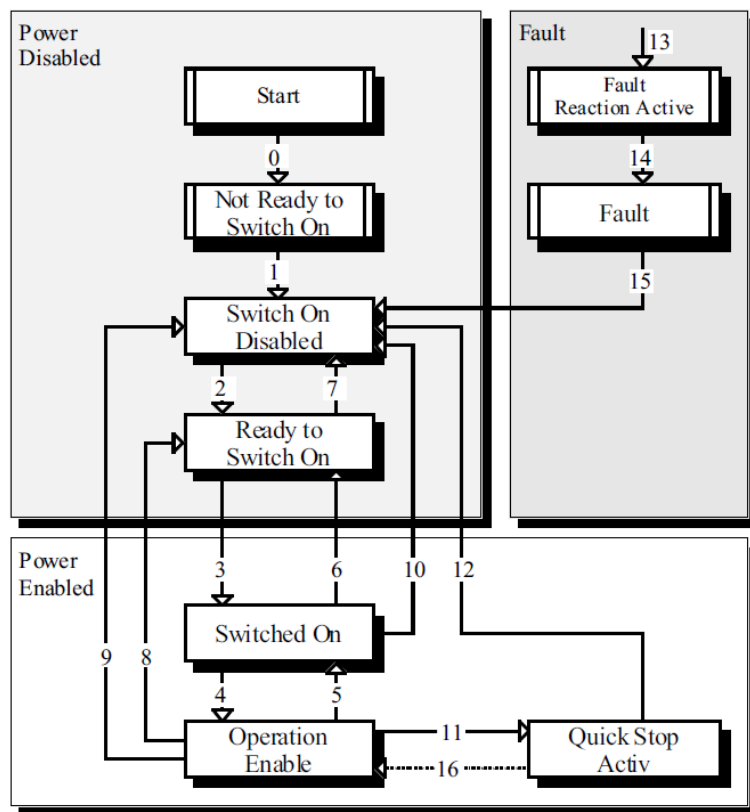 Power
Disabled
Start
0
Not Ready to
Switch On
1
Switch On
Disabled
2
7
Ready to
Switch On
Fault
13
Fault
Reaction Active
14
Fault
15
Power
Enabled
3
6
10
12
Switched On
9
8
4
5
Operation
Enable
11
16
Quick Stop
Activ